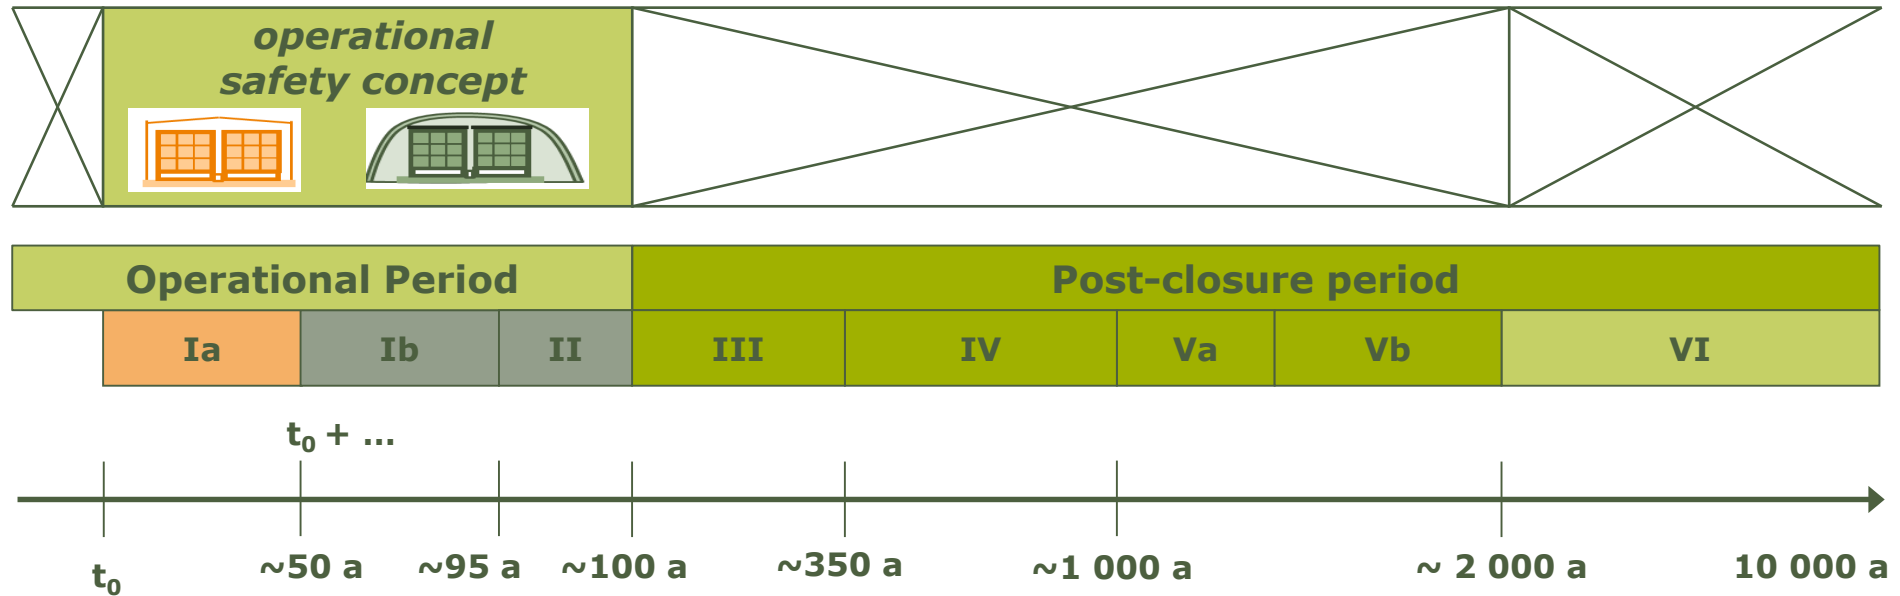 operational
safety concept
Operational Period
Post-closure period
Ia
Ib
II
III
IV
Va
Vb
VI
t₀ + ...
t₀
~50 a
~95 a
~100 a
~350 a
~1 000 a
~ 2 000 a
10 000 a